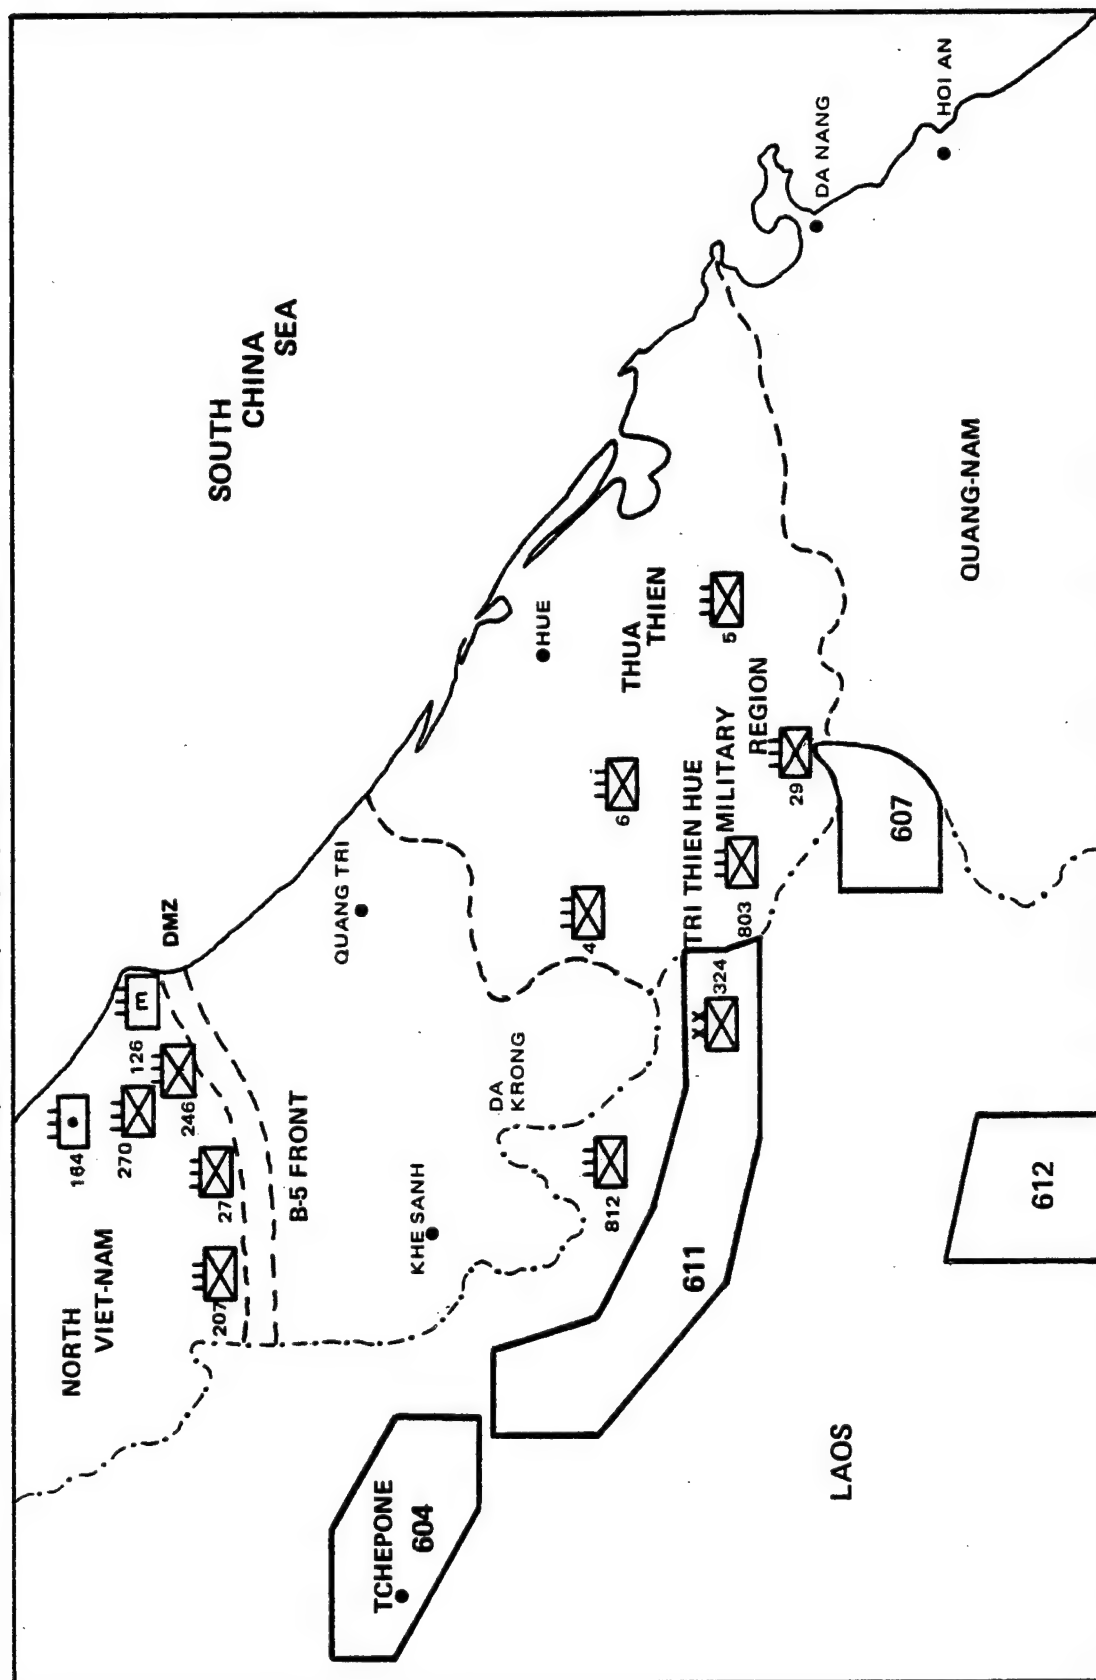 NORTH
VIET-NAM
164
270
126
246
27
207
m
DMZ
B-5 FRONT
SOUTH
CHINA
SEA
QUANG TRI
KHE SANH
DA
KRONG
HUE
TCHEPONE
604
THUA
THIEN
4
6
5
812
611
XX
324
803
TRI THIEN HUE
MILITARY
REGION
29
607
DA NANG
HOI AN
QUANG-NAM
LAOS
612